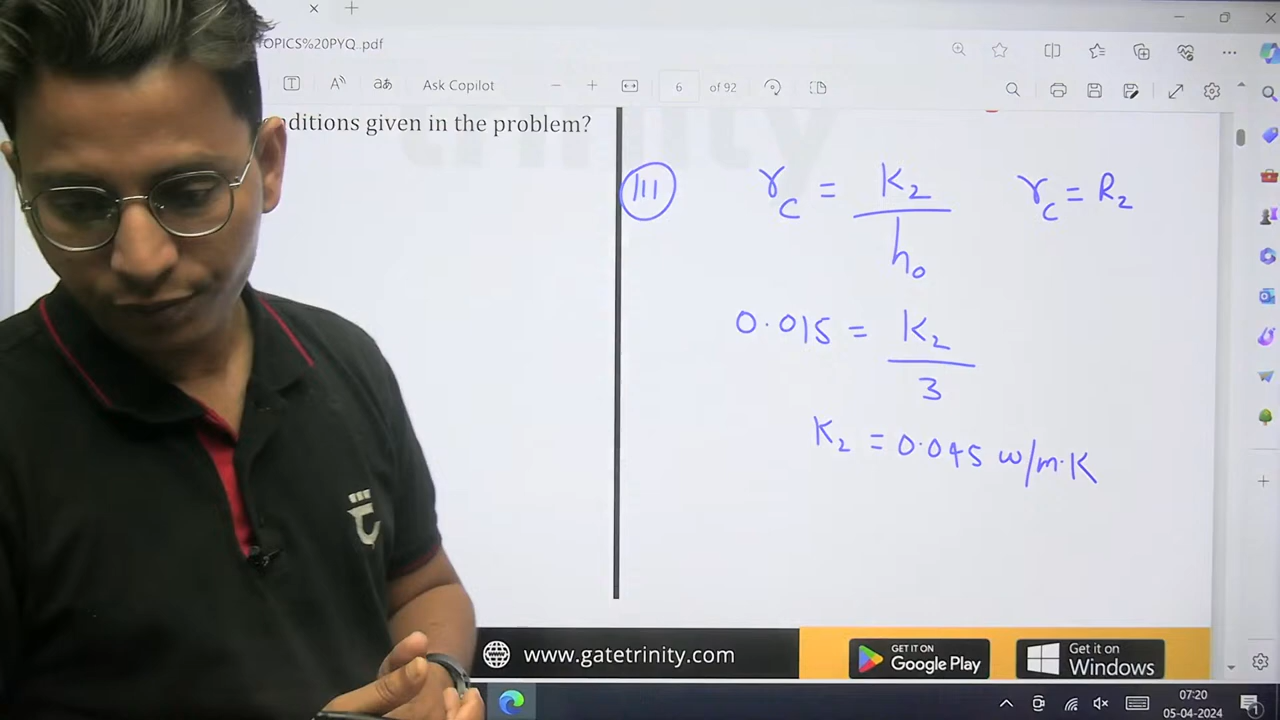 TOPICS%20PYQ.pdf
Ask Copilot
6 of 92
nditions given in the problem?
trinity
III r_c = K_2 / h_0 r_c = R_2
0.015 = K_2 / 3
K_2 = 0.045 W/m·K
www.gatetrinity.com
GET IT ON
Google Play
Get it on
Windows
07:20
05-04-2024